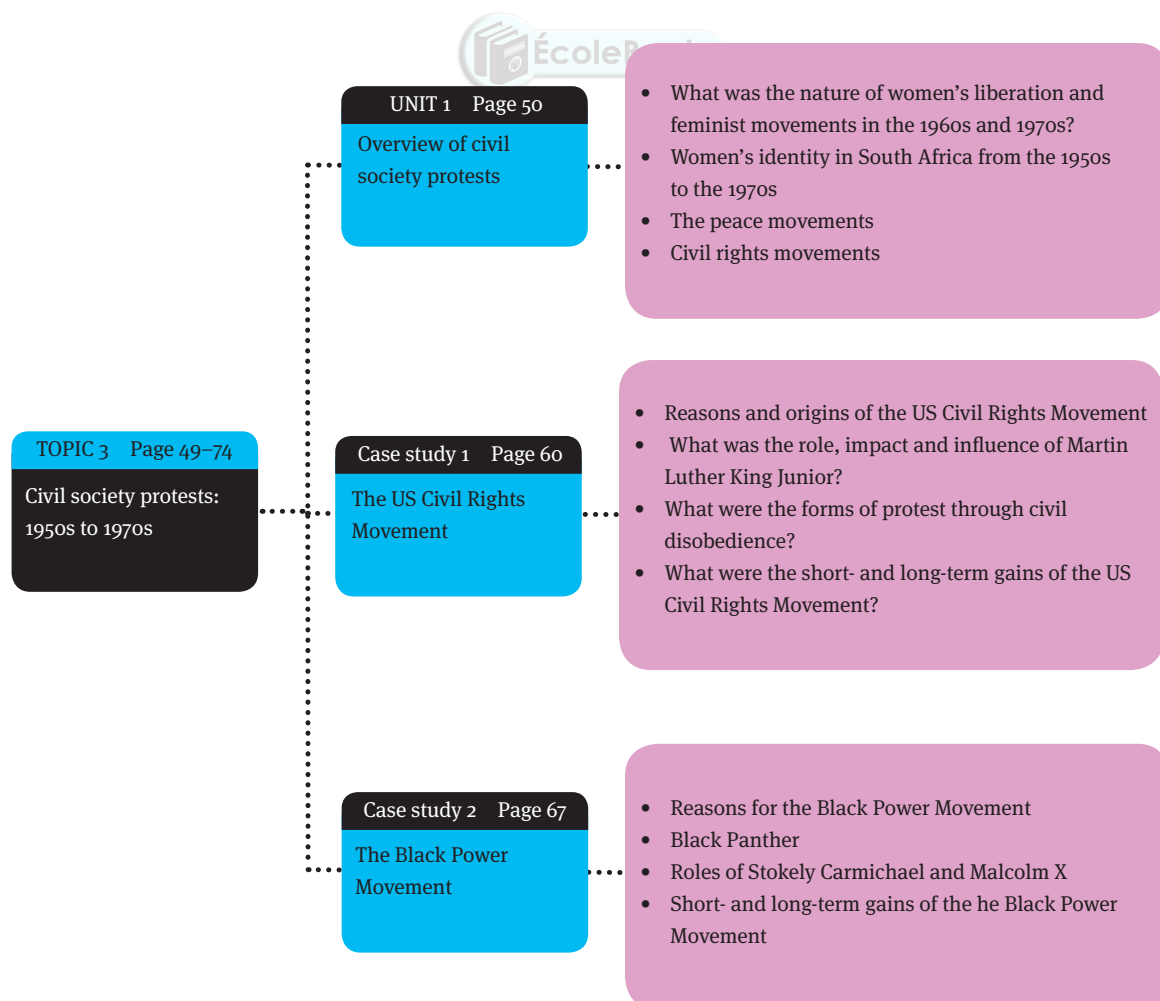 UNIT 1 Page 50
Overview of civil
society protests
• What was the nature of women’s liberation and
feminist movements in the 1960s and 1970s?
• Women’s identity in South Africa from the 1950s
to the 1970s
• The peace movements
• Civil rights movements
TOPIC 3 Page 49–74
Civil society protests:
1950s to 1970s
Case study 1 Page 60
The US Civil Rights
Movement
• Reasons and origins of the US Civil Rights Movement
• What was the role, impact and influence of Martin
Luther King Junior?
• What were the forms of protest through civil
disobedience?
• What were the short- and long-term gains of the US
Civil Rights Movement?
Case study 2 Page 67
The Black Power
Movement
• Reasons for the Black Power Movement
• Black Panther
• Roles of Stokely Carmichael and Malcolm X
• Short- and long-term gains of the he Black Power
Movement